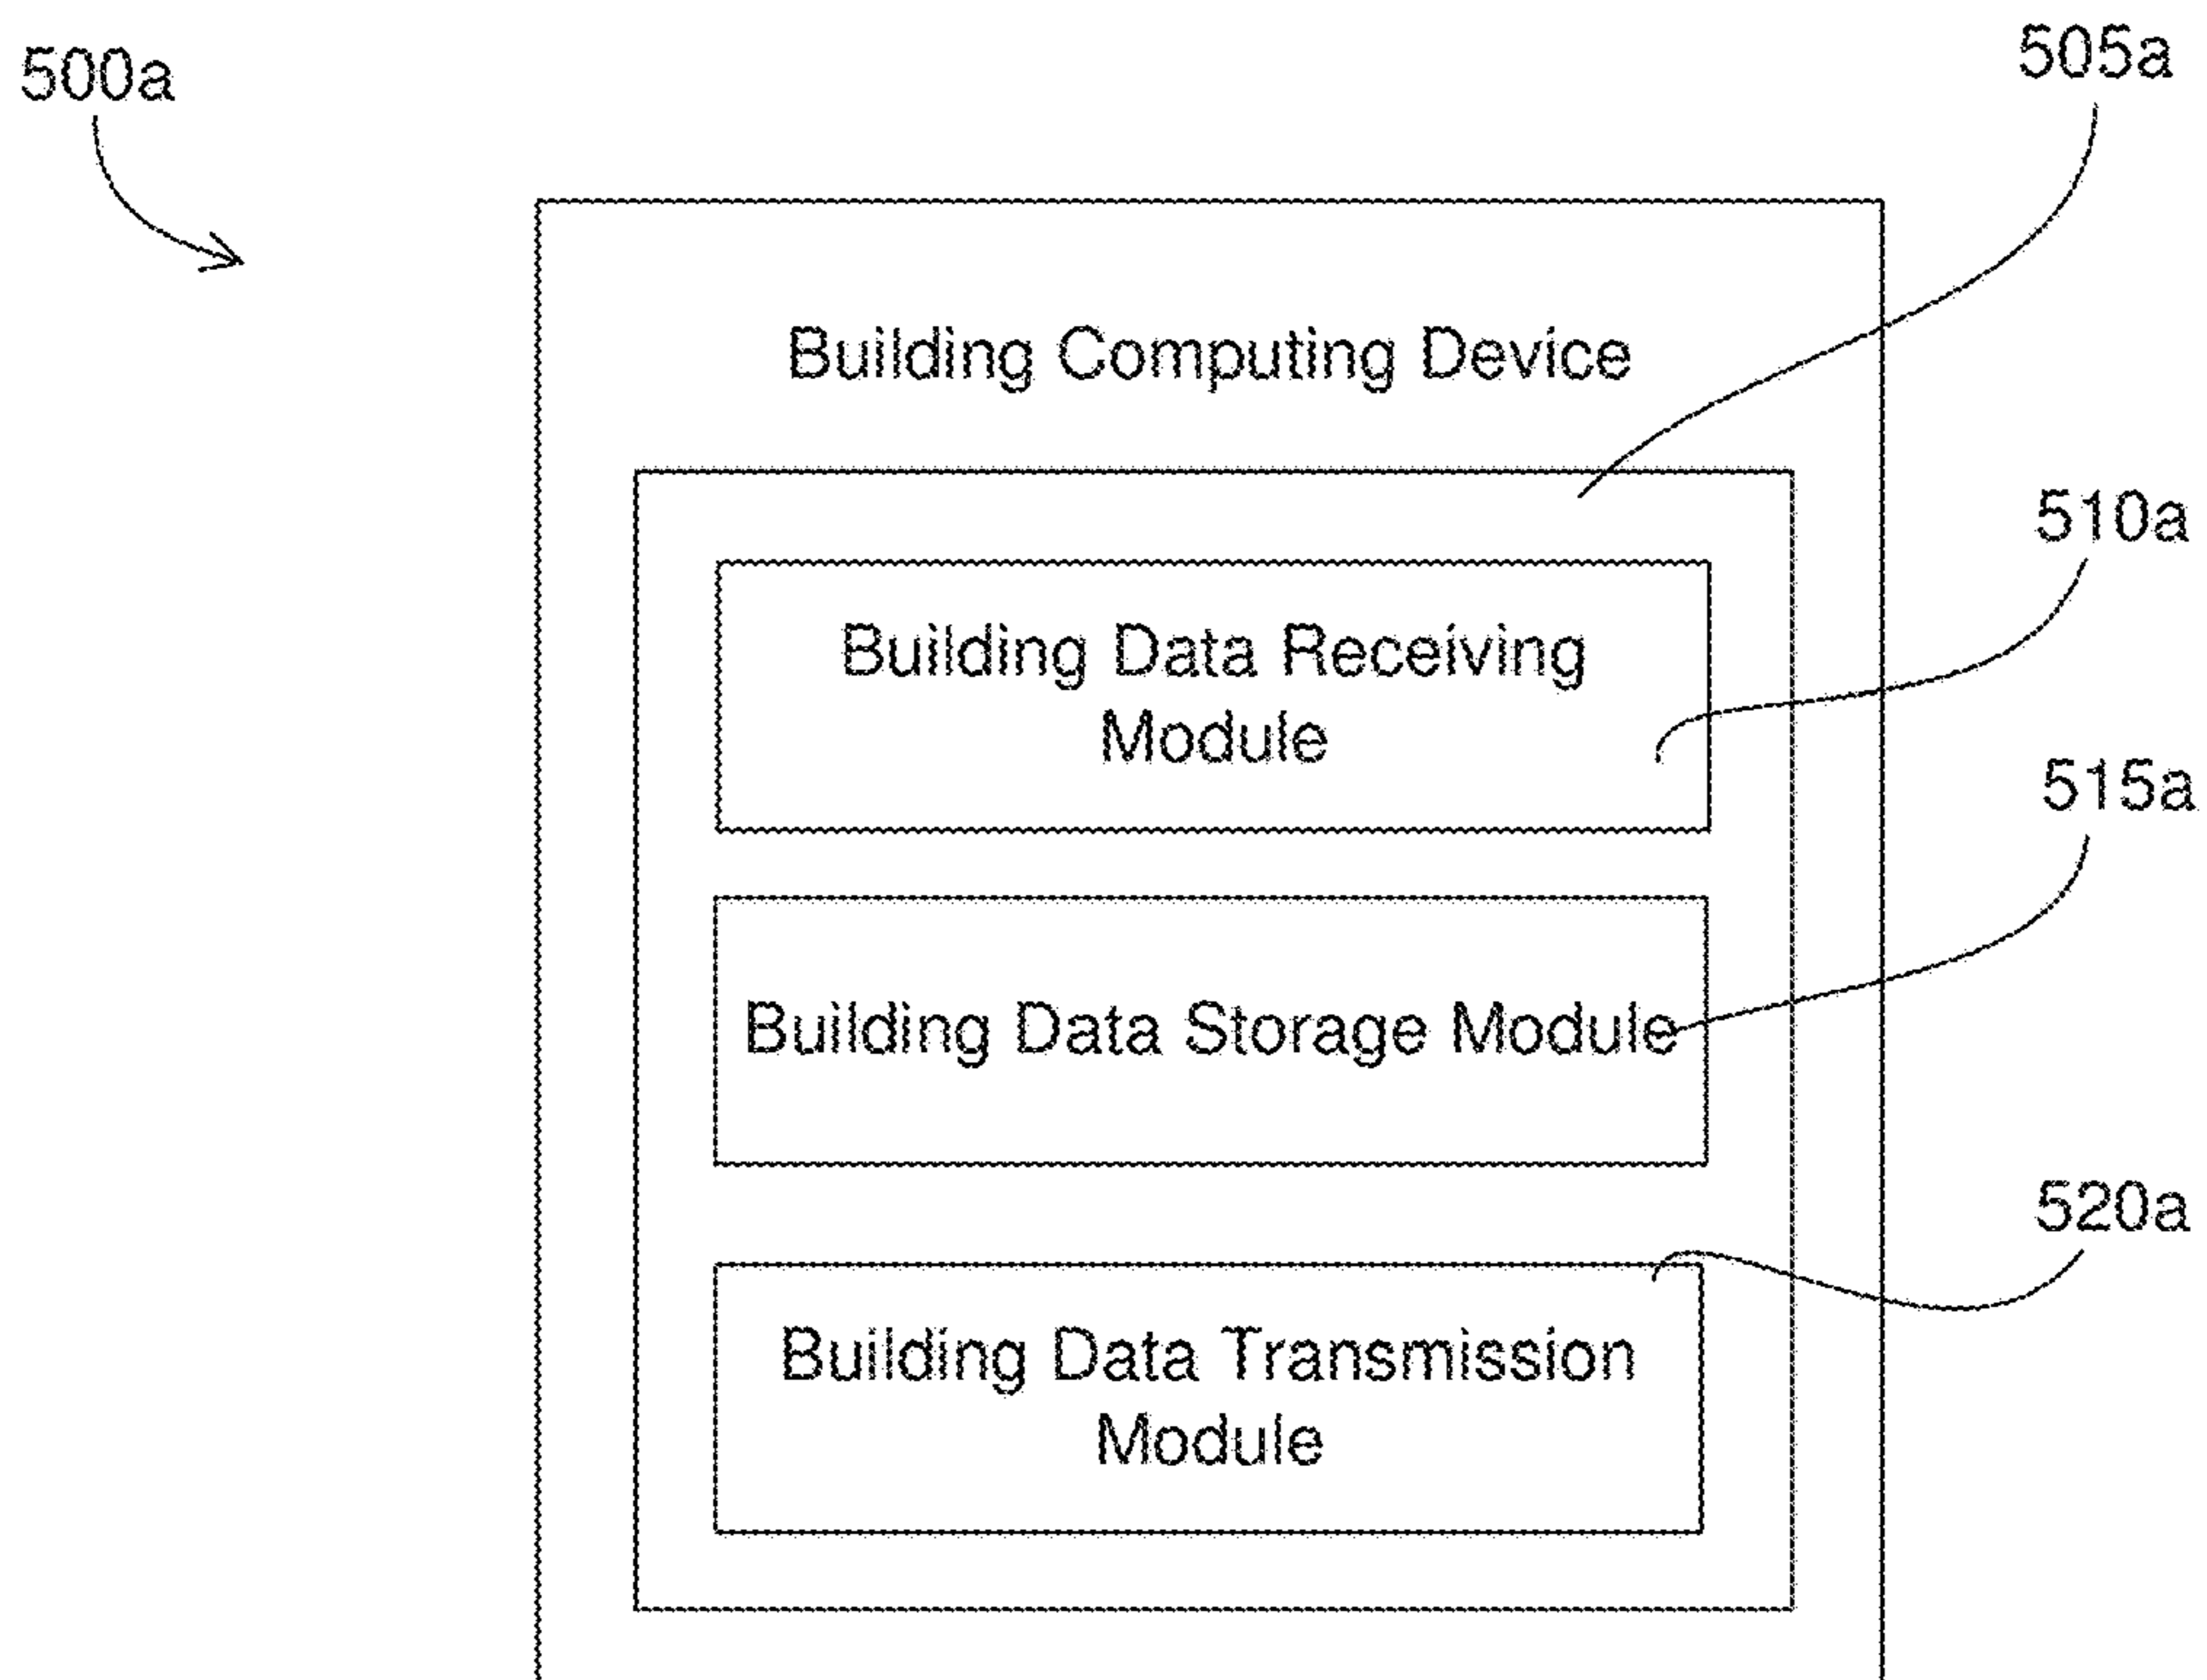 500a
505a
Building Computing Device
510a
Building Data Receiving
Module
515a
Building Data Storage Module
520a
Building Data Transmission
Module